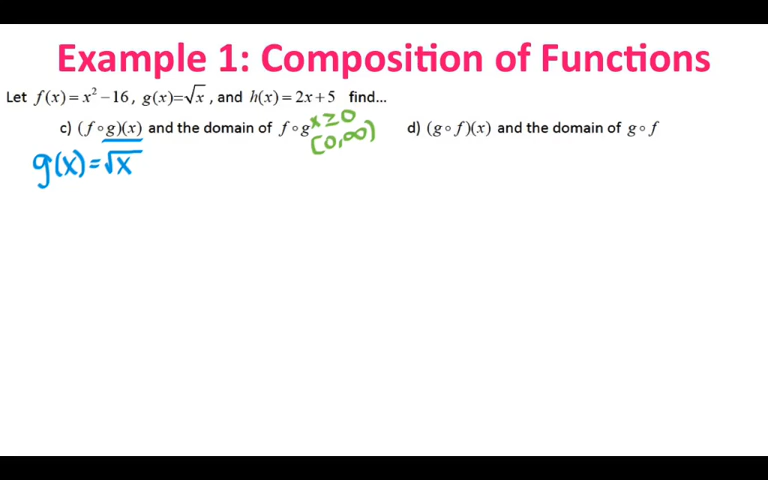 Example 1: Composition of Functions
Let f(x) = x² − 16, g(x)=√x, and h(x) = 2x + 5 find...
c) (f∘g)(x) and the domain of f∘g x ≥ 0
[0,∞)
d) (g∘f)(x) and the domain of g∘f
g(x)=√x